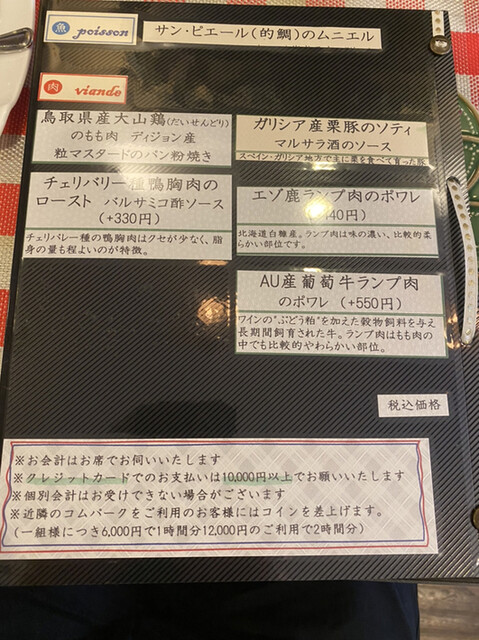 魚 poisson
サン・ピエール(的鯛)のムニエル
肉 viande
鳥取県産大山鶏(だいせんどり)
のもも肉 ディジョン産
粒マスタードのパン粉焼き
ガリシア産栗豚のソティ
マルサラ酒のソース
スペイン・ガリシア地方で主に栗を食べて育った豚
チェリバリー種鴨胸肉の
ロースト バルサミコ酢ソース
(+330円)
チェリバレー種の鴨胸肉はクセが少なく、脂
身の量も程よいのが特徴。
エゾ鹿ランプ肉のポワレ
40円)
北海道白糠産。ランプ肉は味の濃い、比較的柔
らかい部位です。
AU産葡萄牛ランプ肉
のポワレ (+550円)
ワインの"ぶどう粕"を加えた穀物飼料を与え
長期間飼育された牛。ランプ肉はもも肉の
中でも比較的やわらかい部位。
税込価格
※お会計はお席でお伺いいたします
※クレジットカードでのお支払いは10,000円以上でお願いいたします
※個別会計はお受けできない場合がございます
※近隣のコムパークをご利用のお客様にはコインを差上げます。
(一組様につき6,000円で1時間分12,000円のご利用で2時間分)